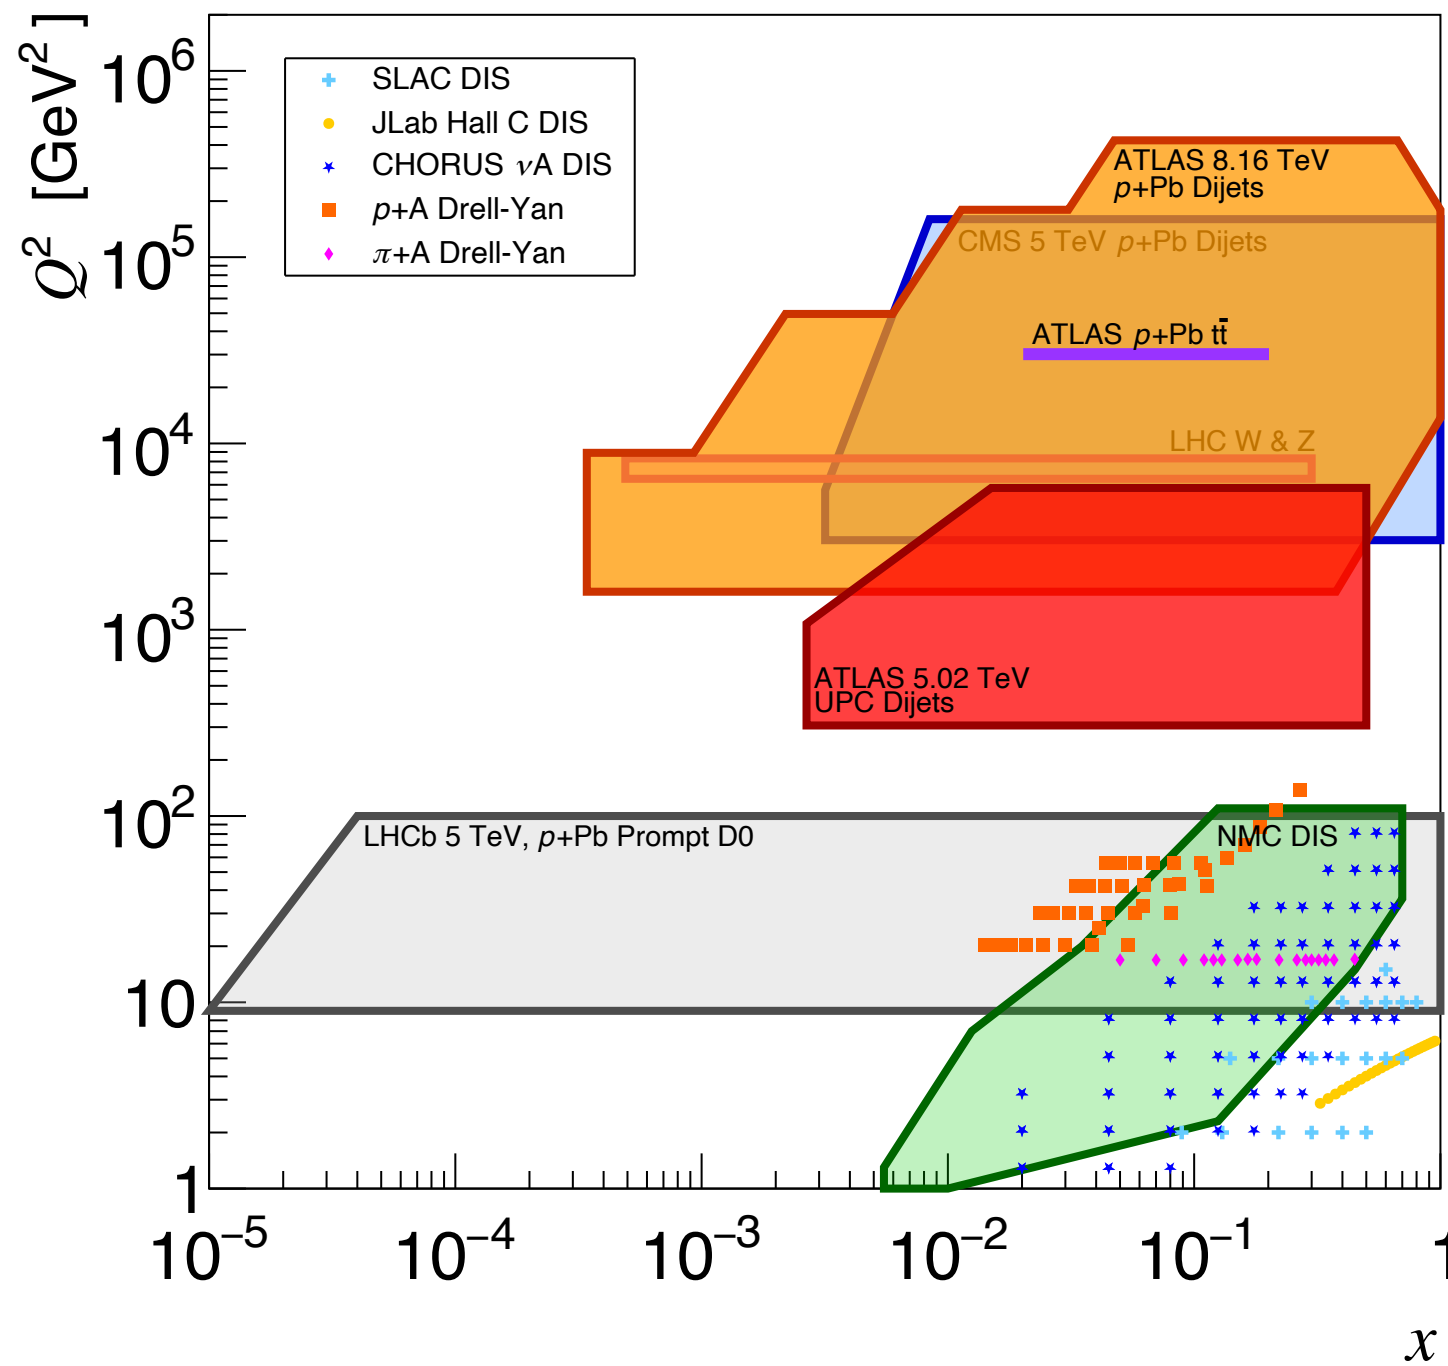 Q² [GeV²]
10⁶
10⁵
10⁴
10³
10²
10
1
SLAC DIS
JLab Hall C DIS
CHORUS νA DIS
p+A Drell-Yan
π+A Drell-Yan
ATLAS 8.16 TeV
p+Pb Dijets
CMS 5 TeV p+Pb Dijets
ATLAS p+Pb tt̄
LHC W & Z
ATLAS 5.02 TeV
UPC Dijets
LHCb 5 TeV, p+Pb Prompt D0
NMC DIS
10⁻⁵ 10⁻⁴ 10⁻³ 10⁻² 10⁻¹ 1
x